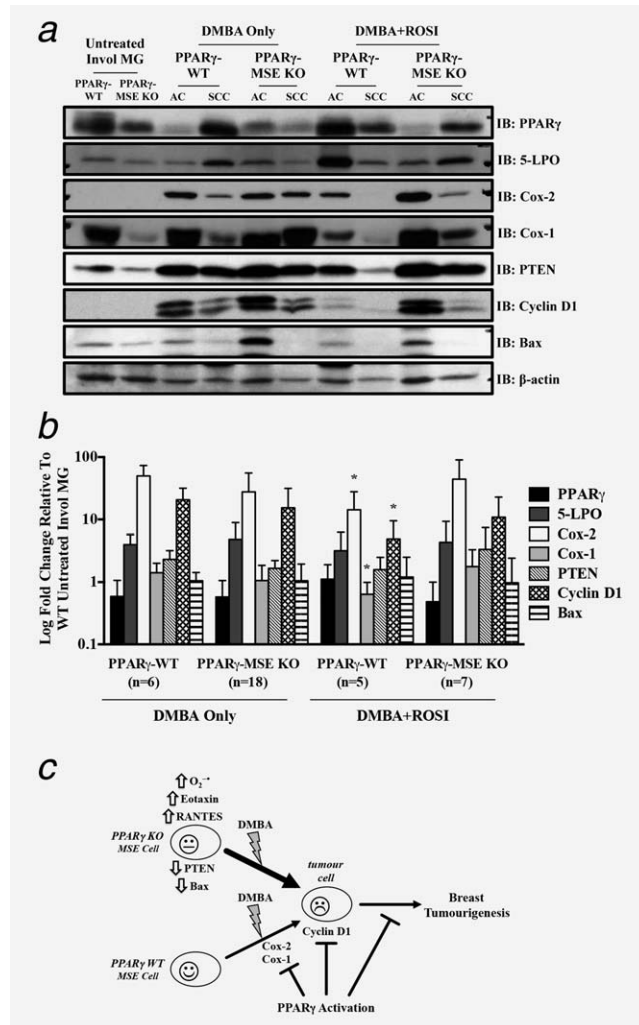 a
DMBA Only
DMBA+ROSI
Untreated
Invol MG
PPARγ-
WT
PPARγ-
MSE KO
PPARγ-
WT
PPARγ-
MSE KO
PPARγ-
WT
PPARγ-
MSE KO
AC SCC AC SCC AC SCC AC SCC
IB: PPARγ
IB: 5-LPO
IB: Cox-2
IB: Cox-1
IB: PTEN
IB: Cyclin D1
IB: Bax
IB: β-actin
b
Log Fold Change Relative To
WT Untreated Invol MG
100
10
1
0.1
* * *
PPARγ
5-LPO
Cox-2
Cox-1
PTEN
Cyclin D1
Bax
PPARγ-WT PPARγ-MSE KO PPARγ-WT PPARγ-MSE KO
(n=6) (n=18) (n=5) (n=7)
DMBA Only DMBA+ROSI
c
O₂⁻•
Eotaxin
RANTES
PPARγ KO
MSE Cell
PTEN
Bax
DMBA
tumour
cell
Cyclin D1
Breast
Tumourigenesis
DMBA
Cox-2
Cox-1
PPARγ WT
MSE Cell
PPARγ Activation